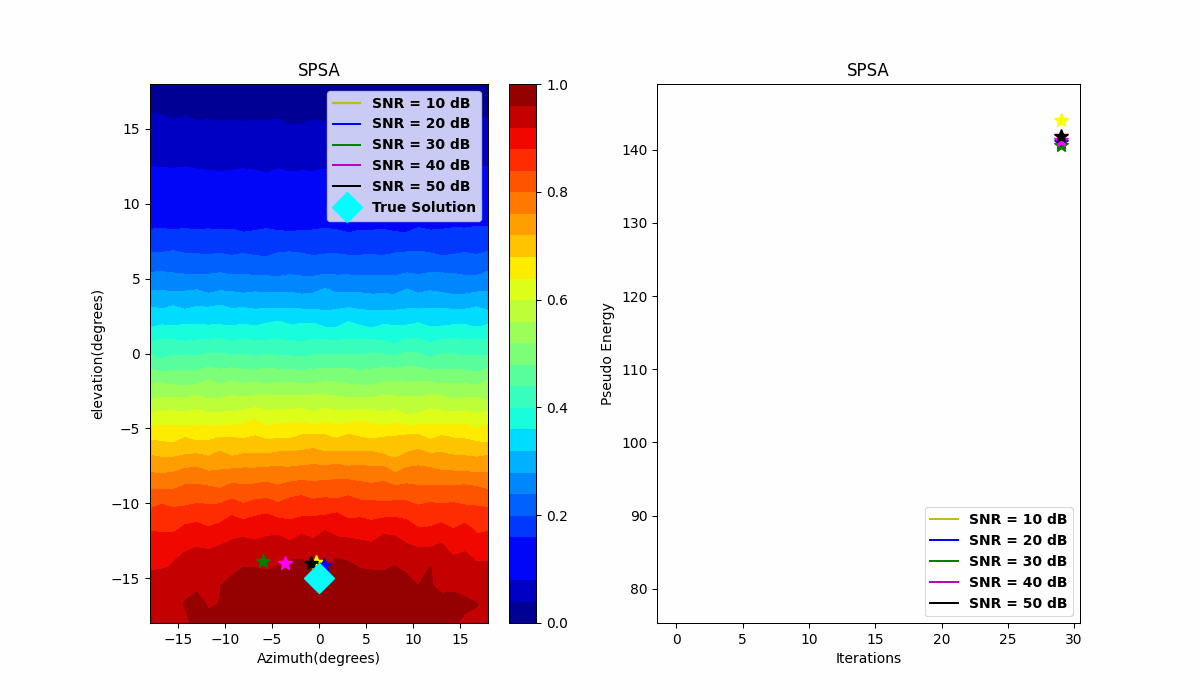 SPSA
SNR = 10 dB
SNR = 20 dB
SNR = 30 dB
SNR = 40 dB
SNR = 50 dB
True Solution
elevation(degrees)
15
10
5
0
−5
−10
−15
−15 −10 −5 0 5 10 15
Azimuth(degrees)
1.0
0.8
0.6
0.4
0.2
0.0
SPSA
Pseudo Energy
140
130
120
110
100
90
80
SNR = 10 dB
SNR = 20 dB
SNR = 30 dB
SNR = 40 dB
SNR = 50 dB
0 5 10 15 20 25 30
Iterations